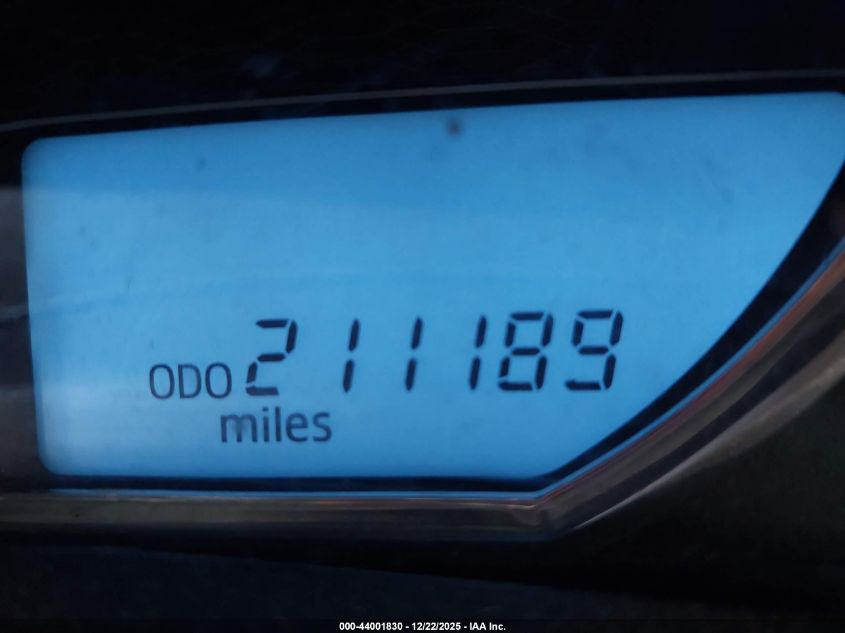 ODO 211189
miles
000-44001830 - 12/22/2025 - IAA Inc.